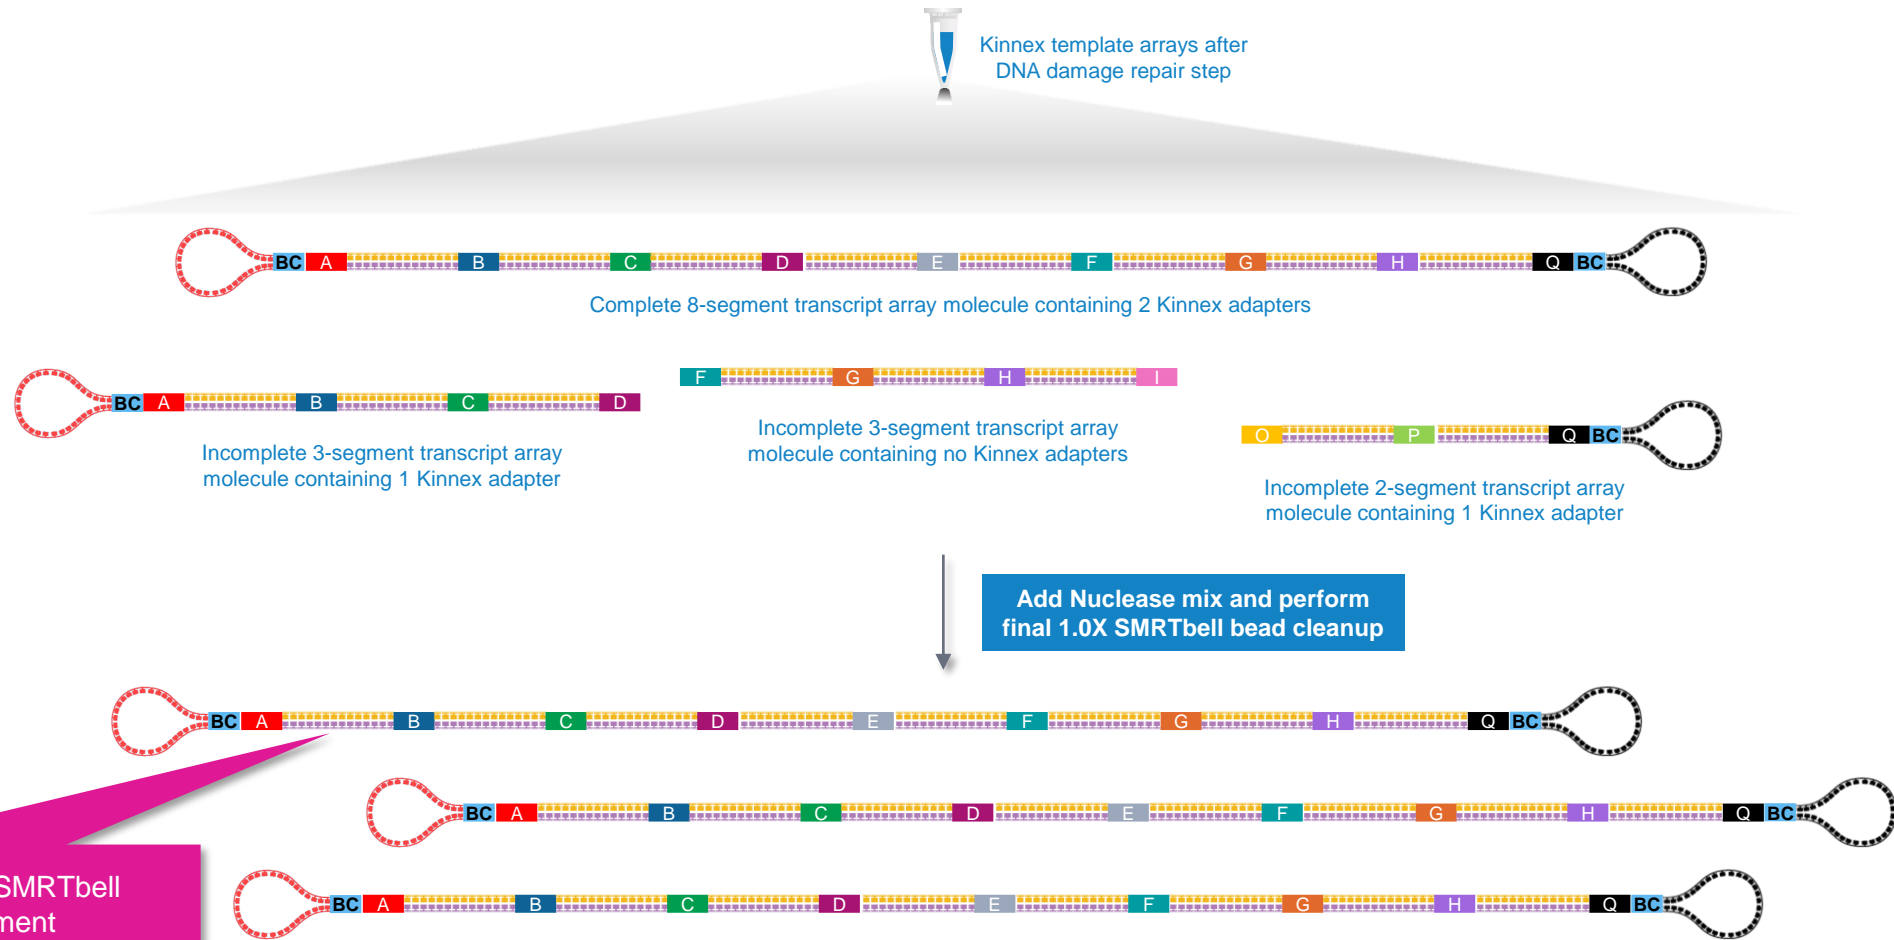 Kinnex template arrays after
DNA damage repair step
BC A B C D E F G H Q BC
Complete 8-segment transcript array molecule containing 2 Kinnex adapters
F G H I
BC A B C D
O P Q BC
Incomplete 3-segment transcript array
molecule containing 1 Kinnex adapter
Incomplete 3-segment transcript array
molecule containing no Kinnex adapters
Incomplete 2-segment transcript array
molecule containing 1 Kinnex adapter
Add Nuclease mix and perform
final 1.0X SMRTbell bead cleanup
BC A B C D E F G H Q BC
BC A B C D E F G H Q BC
SMRTbell
BC A B C D E F G H Q BC